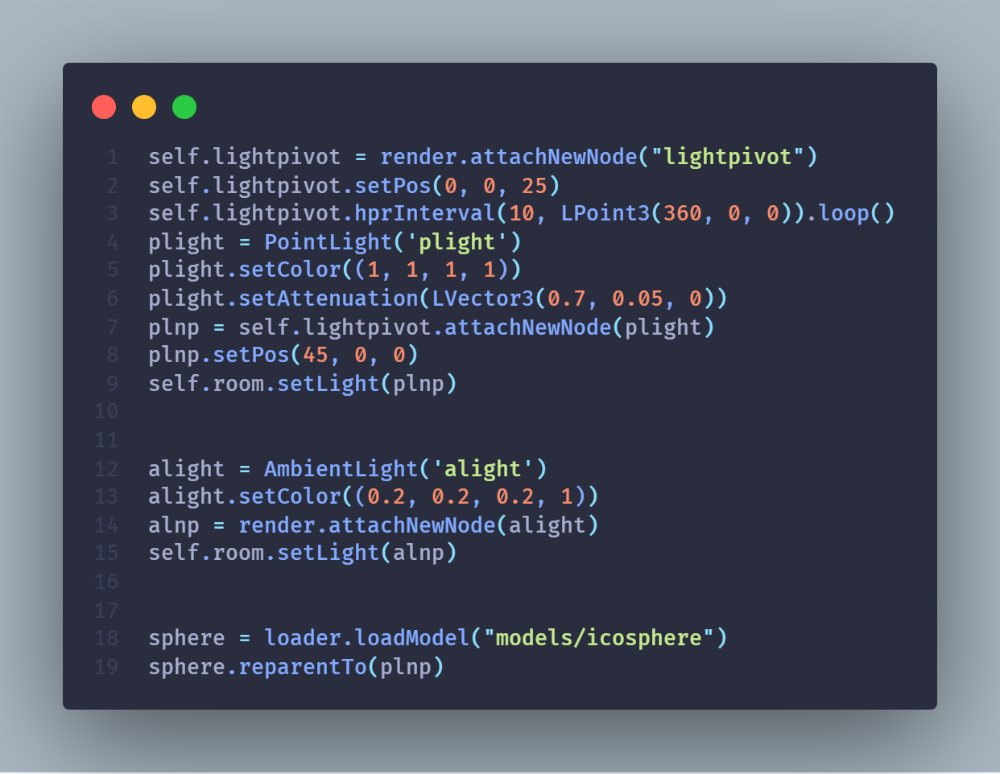 1 self.lightpivot = render.attachNewNode("lightpivot")
2 self.lightpivot.setPos(0, 0, 25)
3 self.lightpivot.hprInterval(10, LPoint3(360, 0, 0)).loop()
4 plight = PointLight('plight')
5 plight.setColor((1, 1, 1, 1))
6 plight.setAttenuation(LVector3(0.7, 0.05, 0))
7 plnp = self.lightpivot.attachNewNode(plight)
8 plnp.setPos(45, 0, 0)
9 self.room.setLight(plnp)
10
11
12 alight = AmbientLight('alight')
13 alight.setColor((0.2, 0.2, 0.2, 1))
14 alnp = render.attachNewNode(alight)
15 self.room.setLight(alnp)
16
17
18 sphere = loader.loadModel("models/icosphere")
19 sphere.reparentTo(plnp)